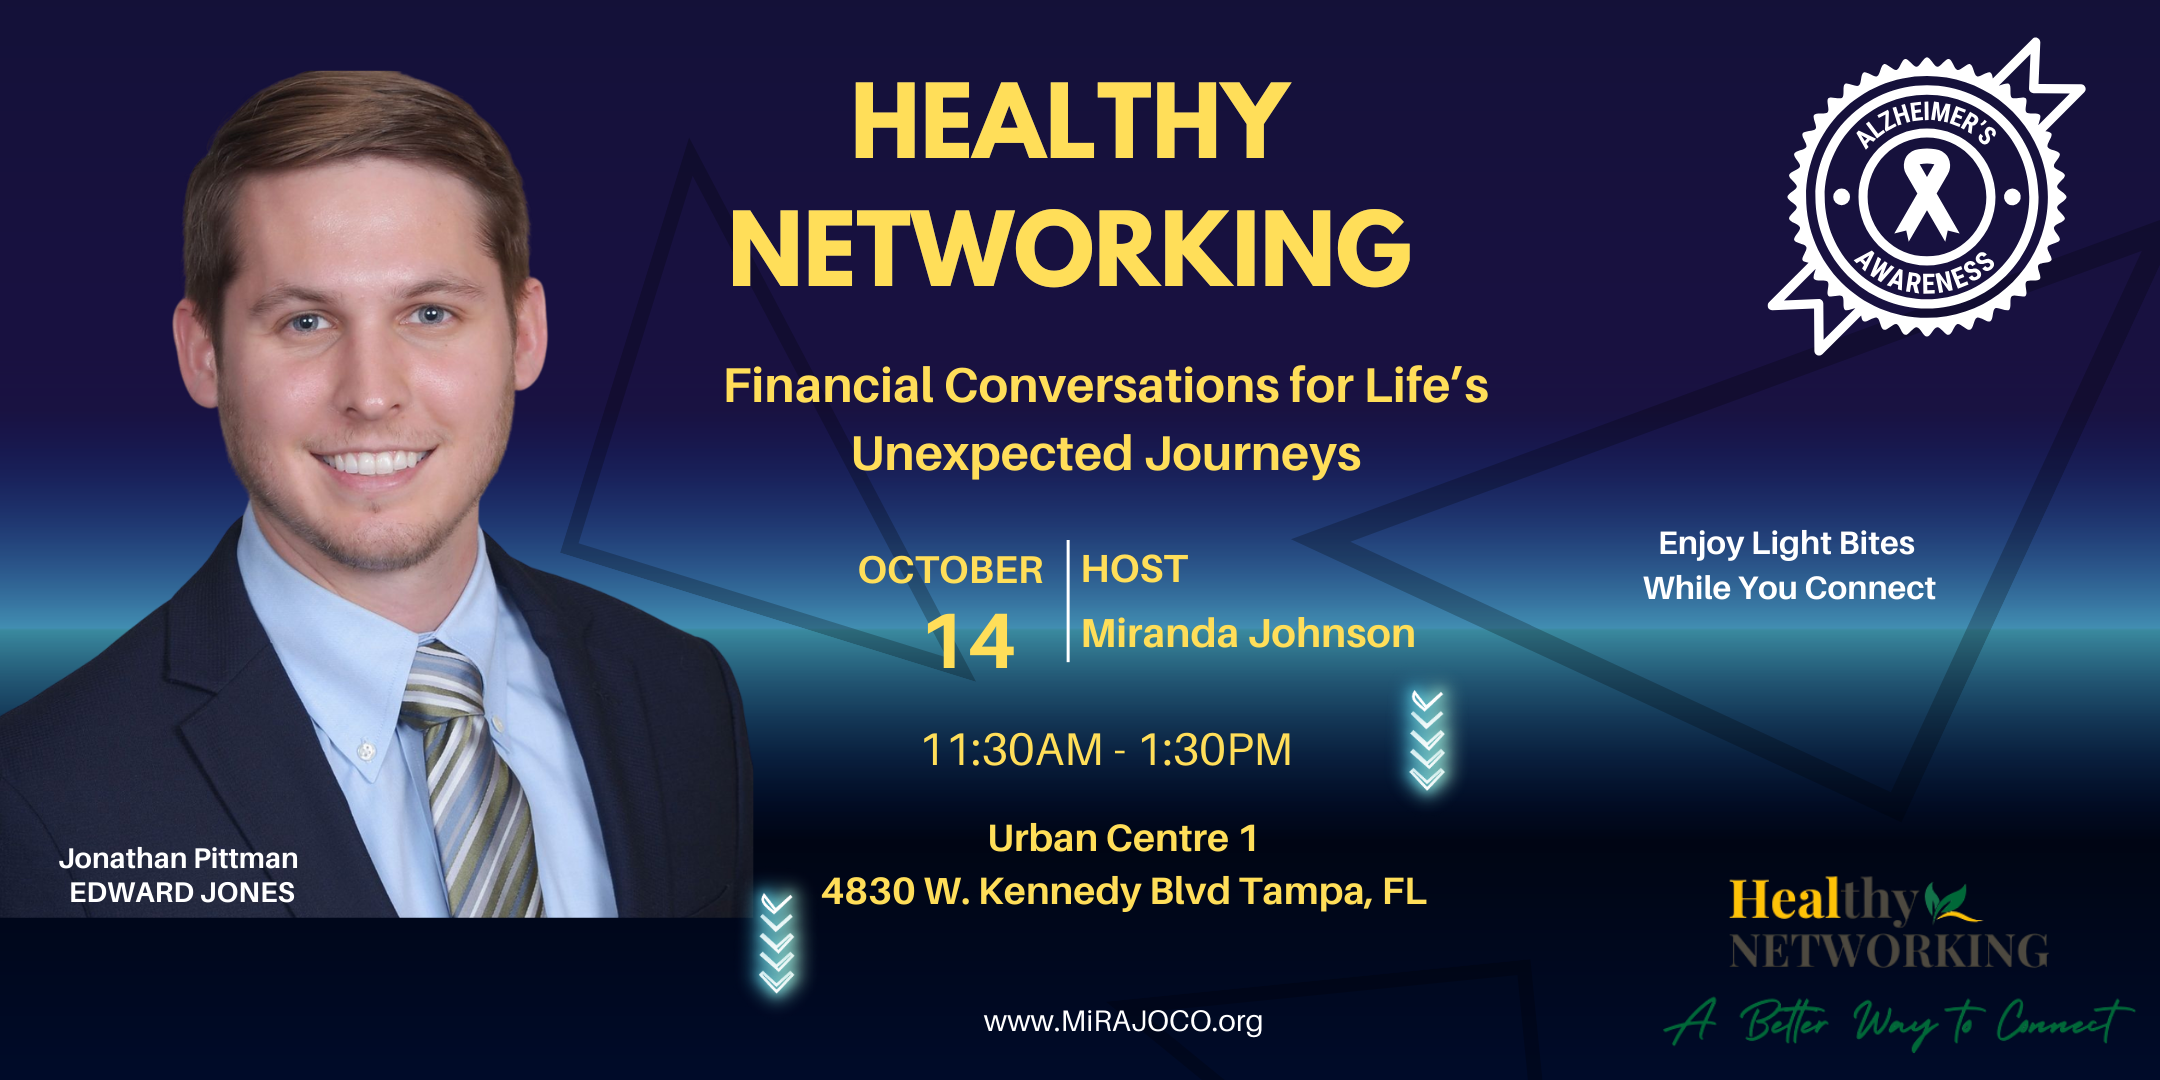 HEALTHY
NETWORKING
ALZHEIMER'S
AWARENESS
Financial Conversations for Life's
Unexpected Journeys
OCTOBER
14
HOST
Miranda Johnson
Enjoy Light Bites
While You Connect
11:30AM - 1:30PM
Urban Centre 1
4830 W. Kennedy Blvd Tampa, FL
Jonathan Pittman
EDWARD JONES
Healthy
NETWORKING
A Better Way to Connect
www.MiRAJOCO.org